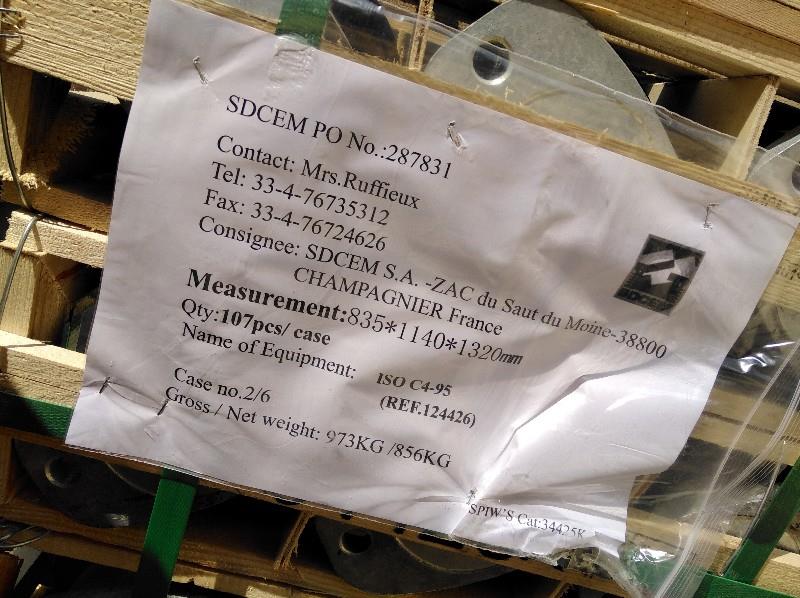 SDCEM PO No.:287831
Contact: Mrs.Ruffieux
Tel: 33-4-76735312
Fax: 33-4-76724626
Consignee: SDCEM S.A. -ZAC du Saut du Moine-38800
CHAMPAGNIER France
Measurement:835*1140*1320mm
Qty:107pcs/ case
Name of Equipment: ISO C4-95
(REF.124426)
Case no.2/6
Gross / Net weight: 973KG /856KG
SPIW'S Cat:34425K